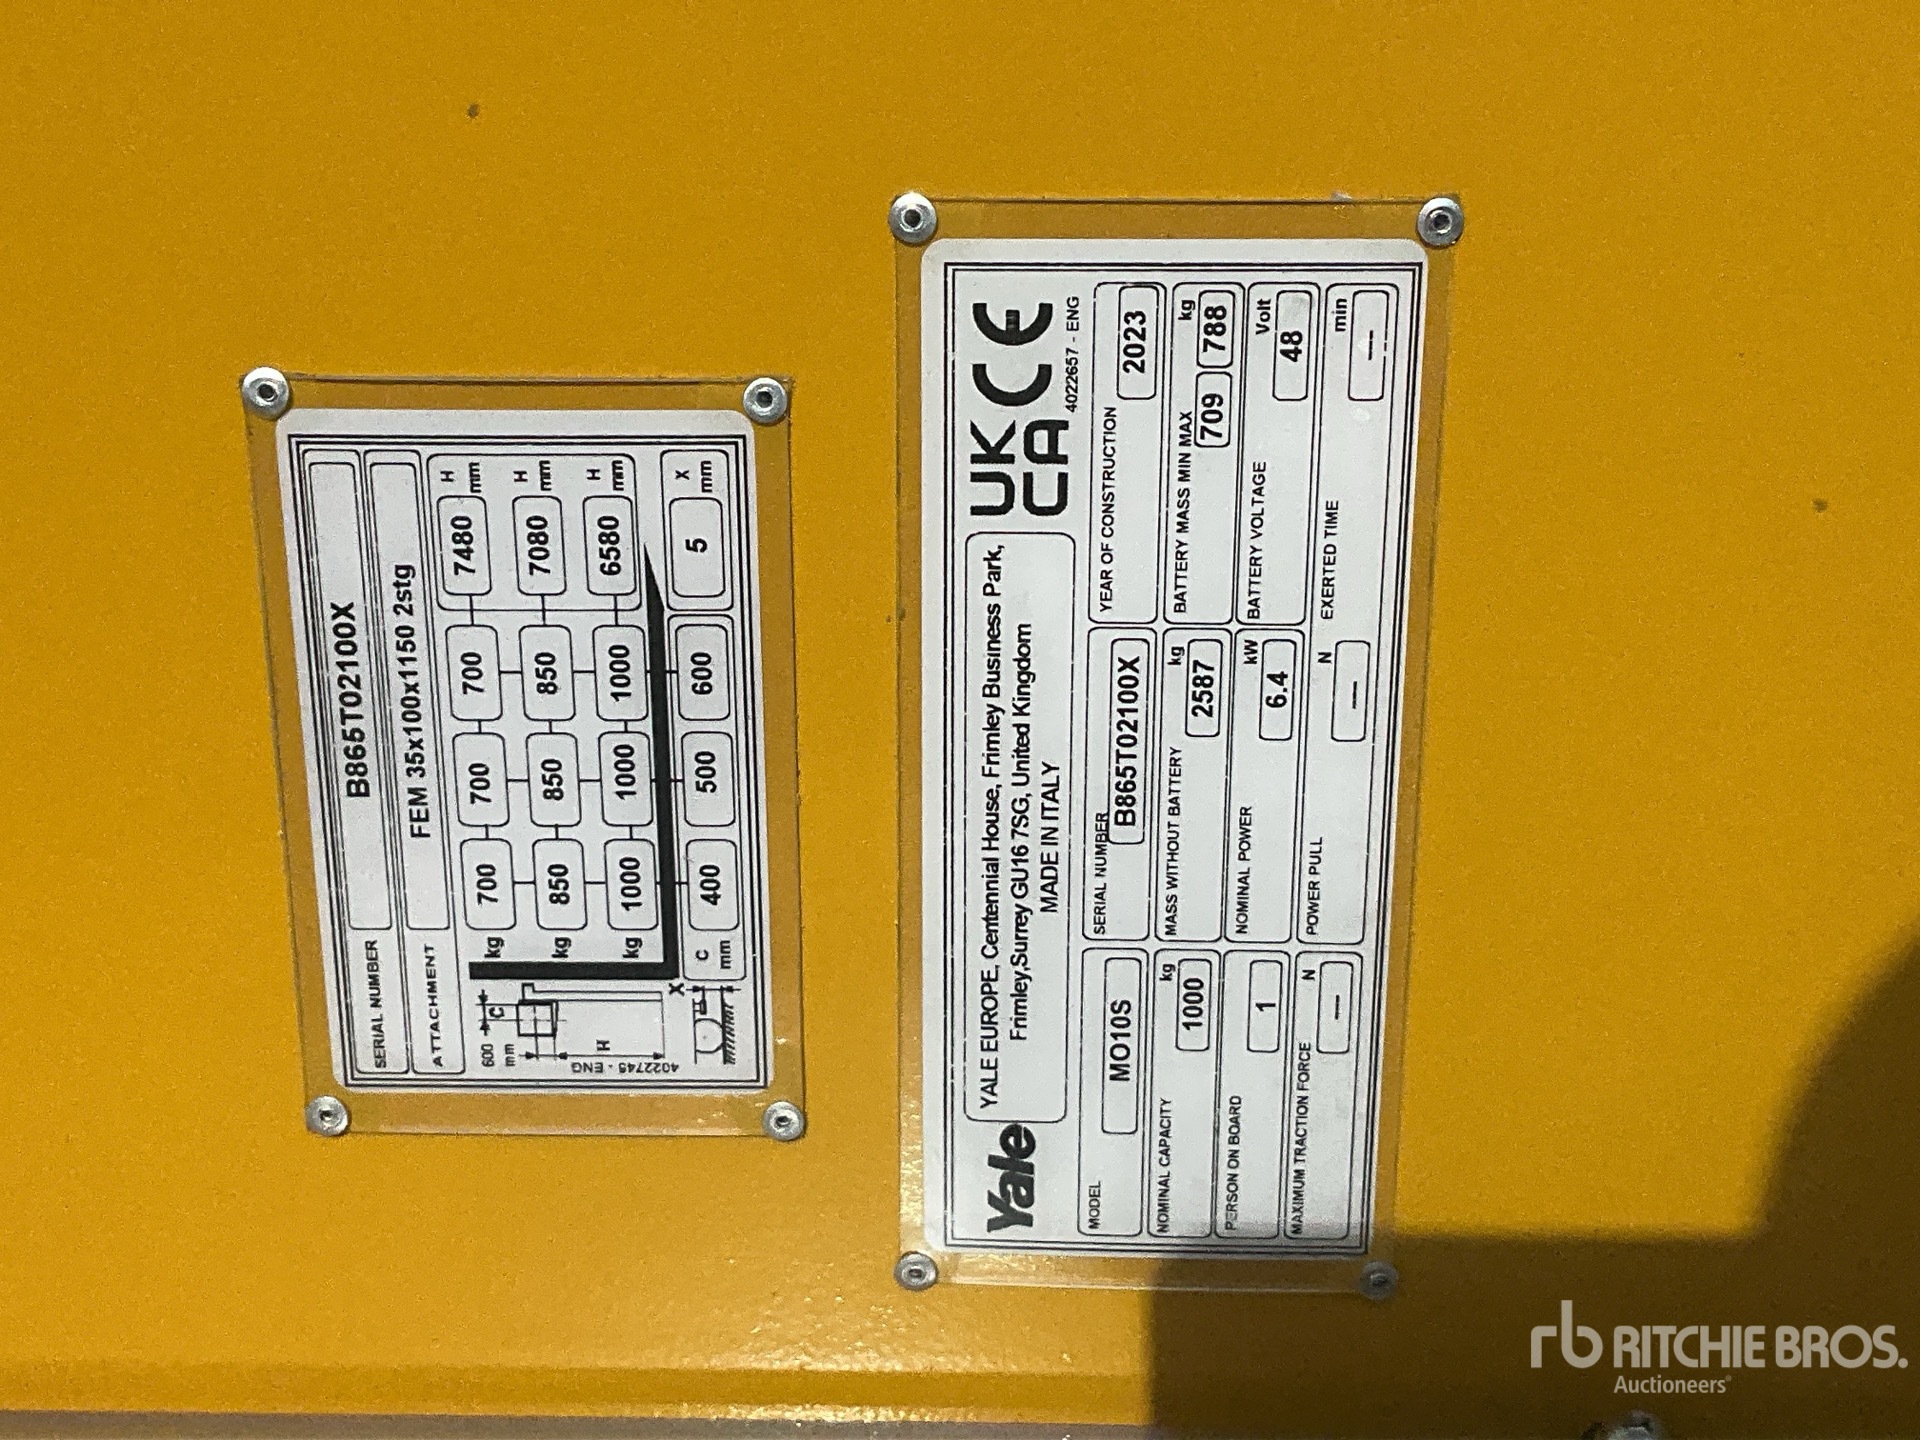 SERIAL NUMBER B865T02100X
ATTACHMENT FEM 35x100x1150 2stg
600 mm C
kg 700 700 700 7480 H mm
kg 850 850 850 7080 H mm
kg 1000 1000 1000 6580 H mm
H
X
C mm 400 500 600 5 X mm
4022745 - ENG
Yale
YALE EUROPE, Centennial House, Frimley Business Park,
Frimley,Surrey GU16 7SG, United Kingdom
MADE IN ITALY
UK
CA
CE
4022657 - ENG
MODEL MO10S
SERIAL NUMBER B865T02100X
YEAR OF CONSTRUCTION 2023
NOMINAL CAPACITY 1000 kg
MASS WITHOUT BATTERY 2587 kg
BATTERY MASS MIN MAX 709 788 kg
PERSON ON BOARD 1
NOMINAL POWER 6.4 kW
BATTERY VOLTAGE 48 Volt
MAXIMUM TRACTION FORCE --- N
POWER PULL --- N
EXERTED TIME --- min
rb RITCHIE BROS.
Auctioneers